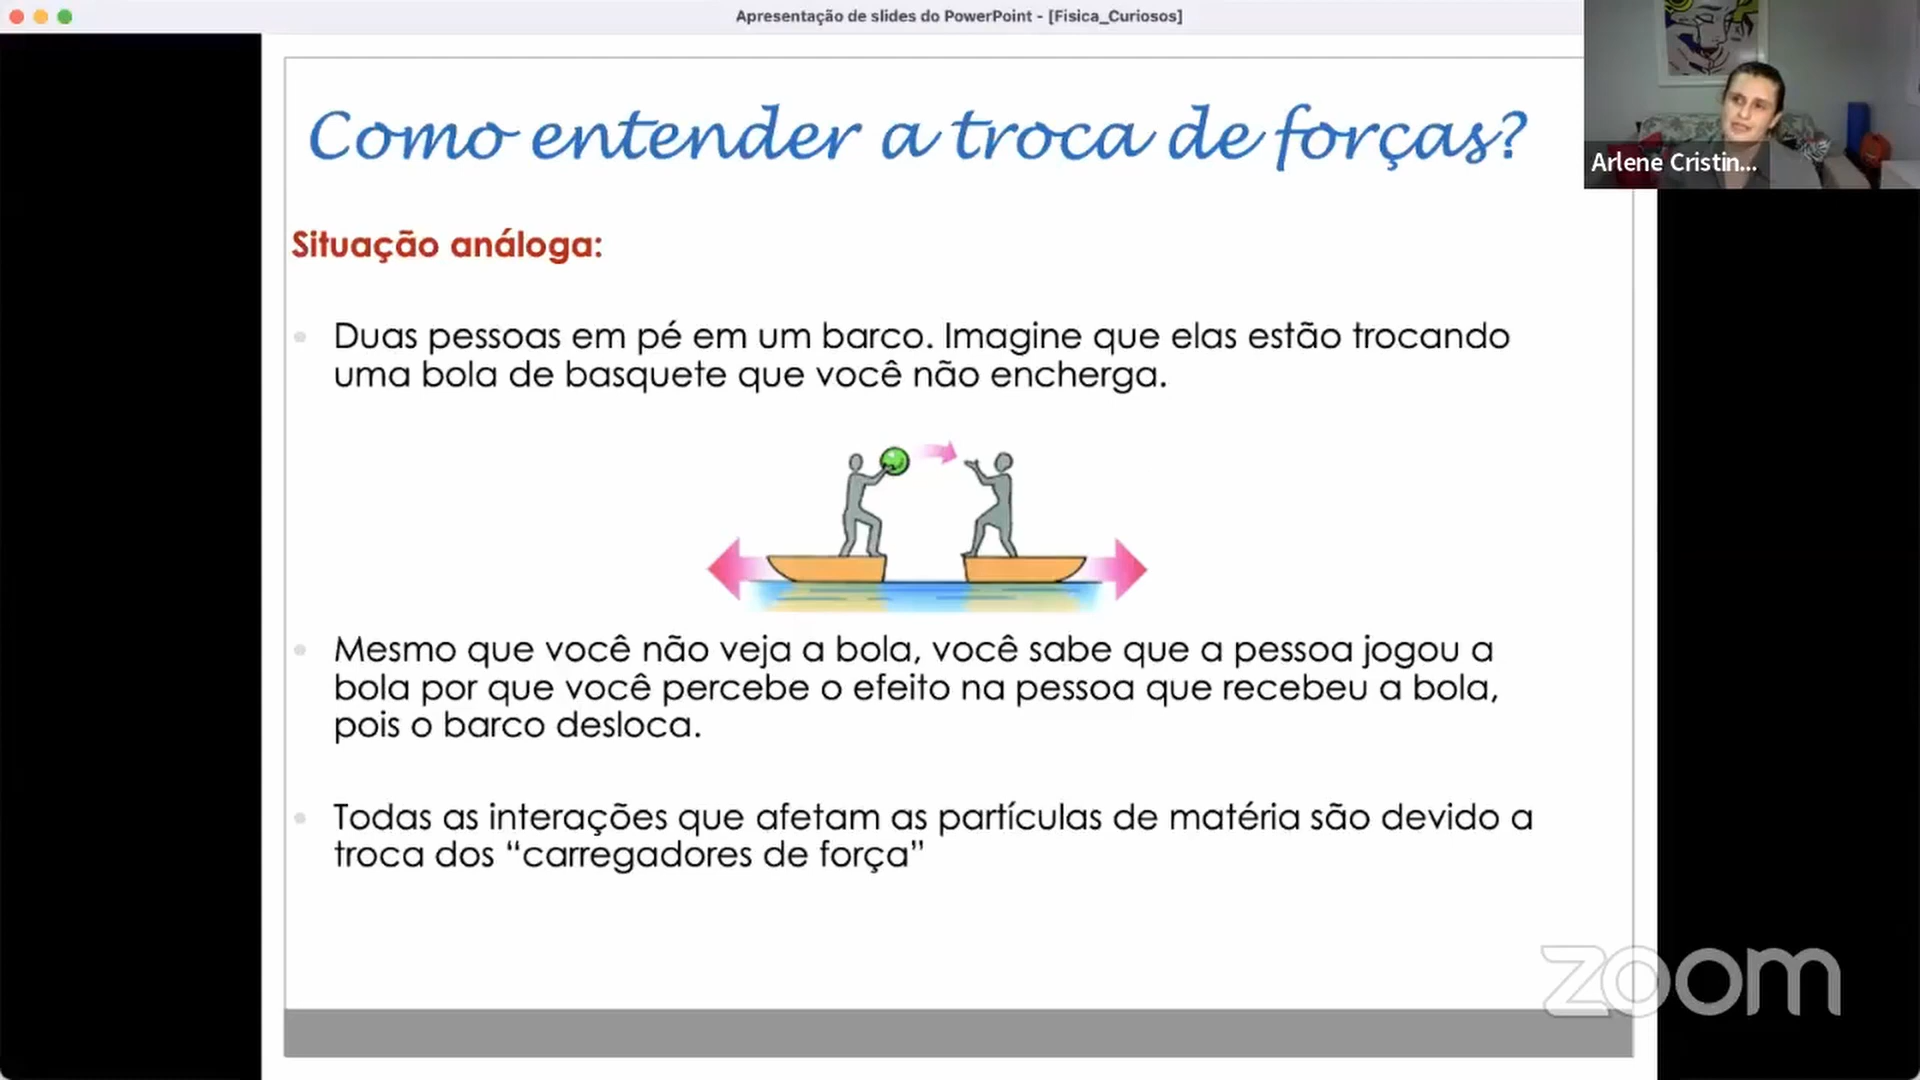 Apresentação de slides do PowerPoint - [Fisica_Curiosos]
Como entender a troca de forças?
Arlene Cristin...
Situação análoga:
Duas pessoas em pé em um barco. Imagine que elas estão trocando
uma bola de basquete que você não encherga.
Mesmo que você não veja a bola, você sabe que a pessoa jogou a
bola por que você percebe o efeito na pessoa que recebeu a bola,
pois o barco desloca.
Todas as interações que afetam as partículas de matéria são devido a
troca dos “carregadores de força”
zoom